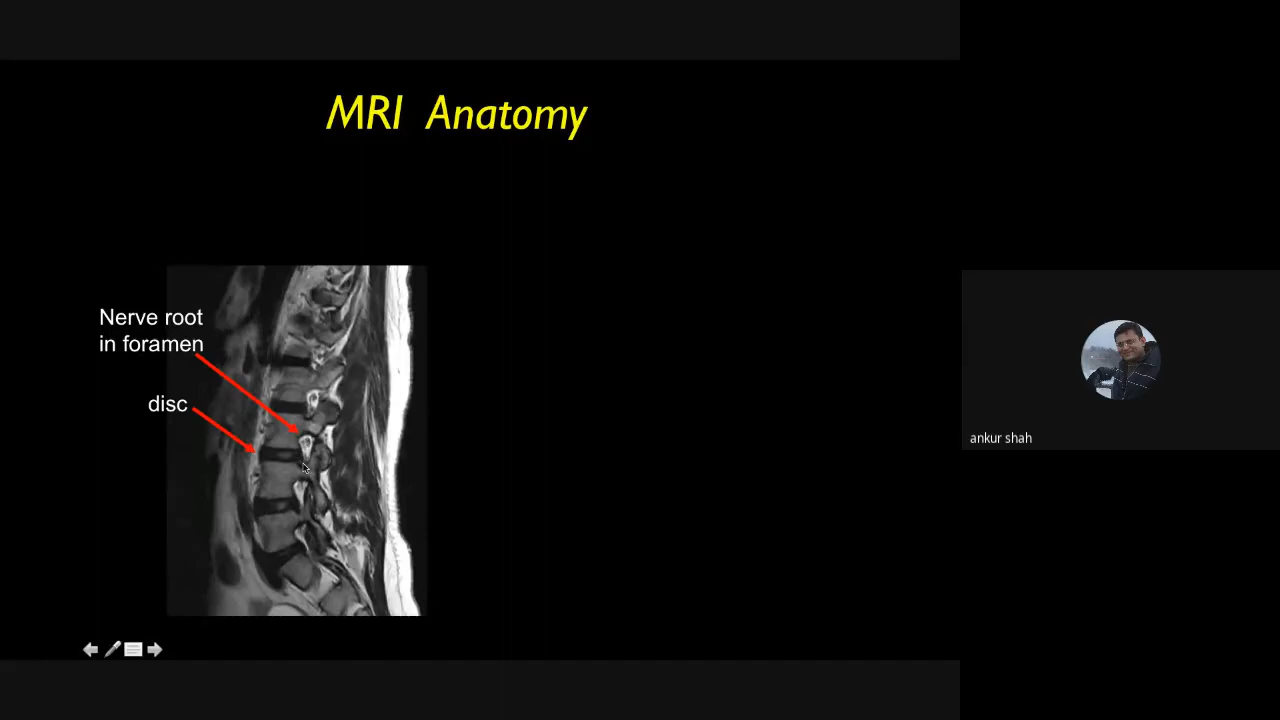 MRI Anatomy
Nerve root
in foramen
disc
ankur shah